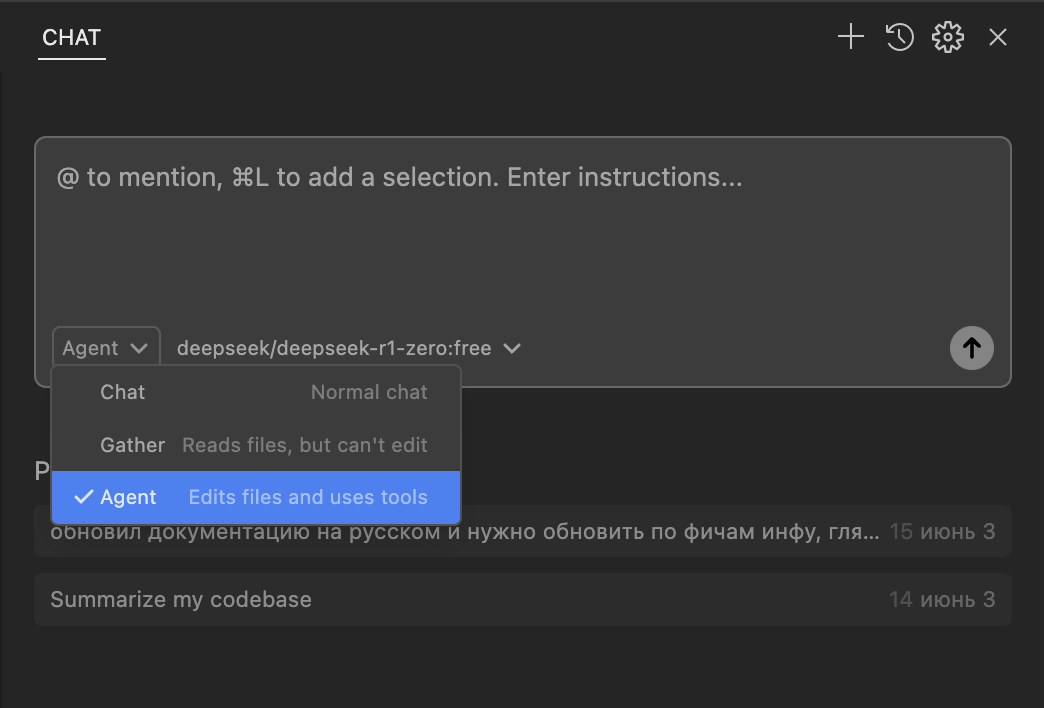 CHAT
@ to mention, ⌘L to add a selection. Enter instructions...
Agent deepseek/deepseek-r1-zero:free
Chat Normal chat
Gather Reads files, but can't edit
Agent Edits files and uses tools
обновил документацию на русском и нужно обновить по фичам инфу, гля... 15 июнь 3
Summarize my codebase 14 июнь 3